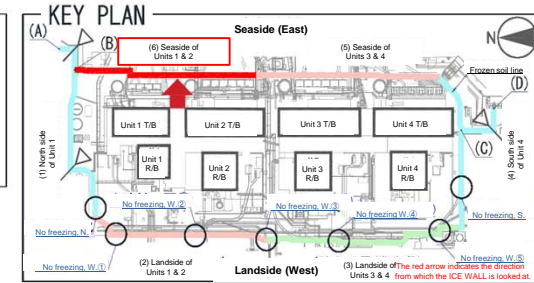 KEY PLAN
Seaside (East)
N
(A)
(B)
(6) Seaside of
Units 1 & 2
(5) Seaside of
Units 3 & 4
Frozen soil line
(D)
(C)
(1) North side
of Unit 1
(4) South side
of Unit 4
Unit 1 T/B
Unit 2 T/B
Unit 3 T/B
Unit 4 T/B
Unit 1
R/B
Unit 2
R/B
Unit 3
R/B
Unit 4
R/B
No freezing, W.②
No freezing, W.③
No freezing, W.④
No freezing, S.
No freezing, N.
No freezing, W.①
No freezing, W.⑤
(2) Landside of
Units 1 & 2
Landside (West)
(3) Landside of
Units 3 & 4
The red arrow indicates the direction
from which the ICE WALL is looked at.